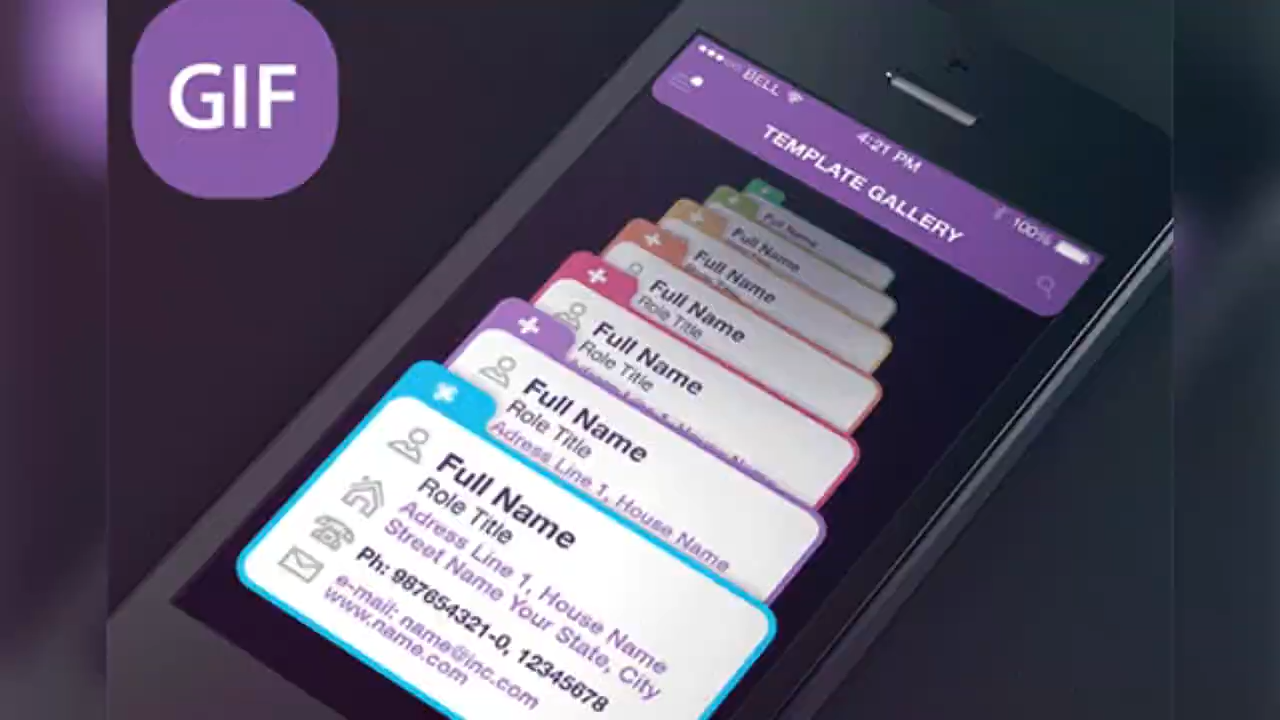 GIF
BELL
4:21 PM
100%
TEMPLATE GALLERY
Full Name
Full Name
Full Name
Full Name
Role Title
Full Name
Role Title
Full Name
Role Title
Adress Line 1, House Name
Full Name
Role Title
Adress Line 1, House Name
Street Name Your State, City
Ph: 987654321-0, 12345678
e-mail: name@inc.com
www.name.com